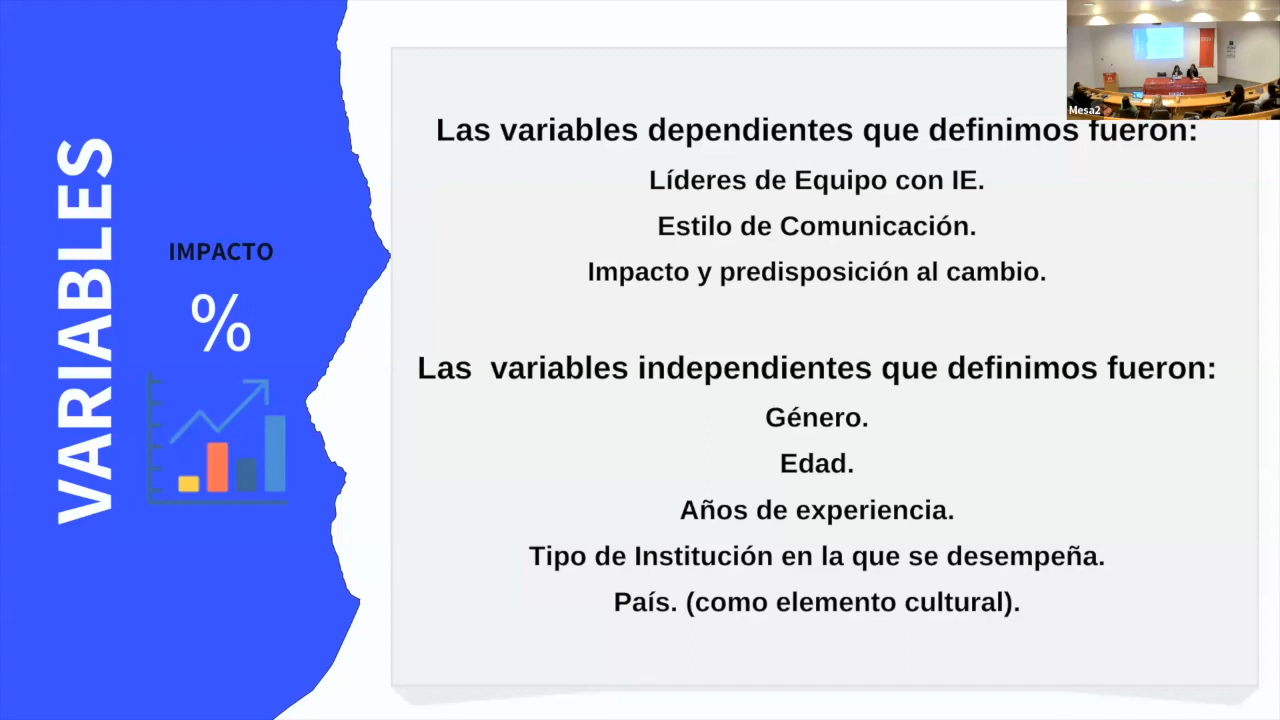 VARIABLES
IMPACTO
%
Las variables dependientes que definimos fueron:
Líderes de Equipo con IE.
Estilo de Comunicación.
Impacto y predisposición al cambio.
Las  variables independientes que definimos fueron:
Género.
Edad.
Años de experiencia.
Tipo de Institución en la que se desempeña.
País. (como elemento cultural).
Mesa2